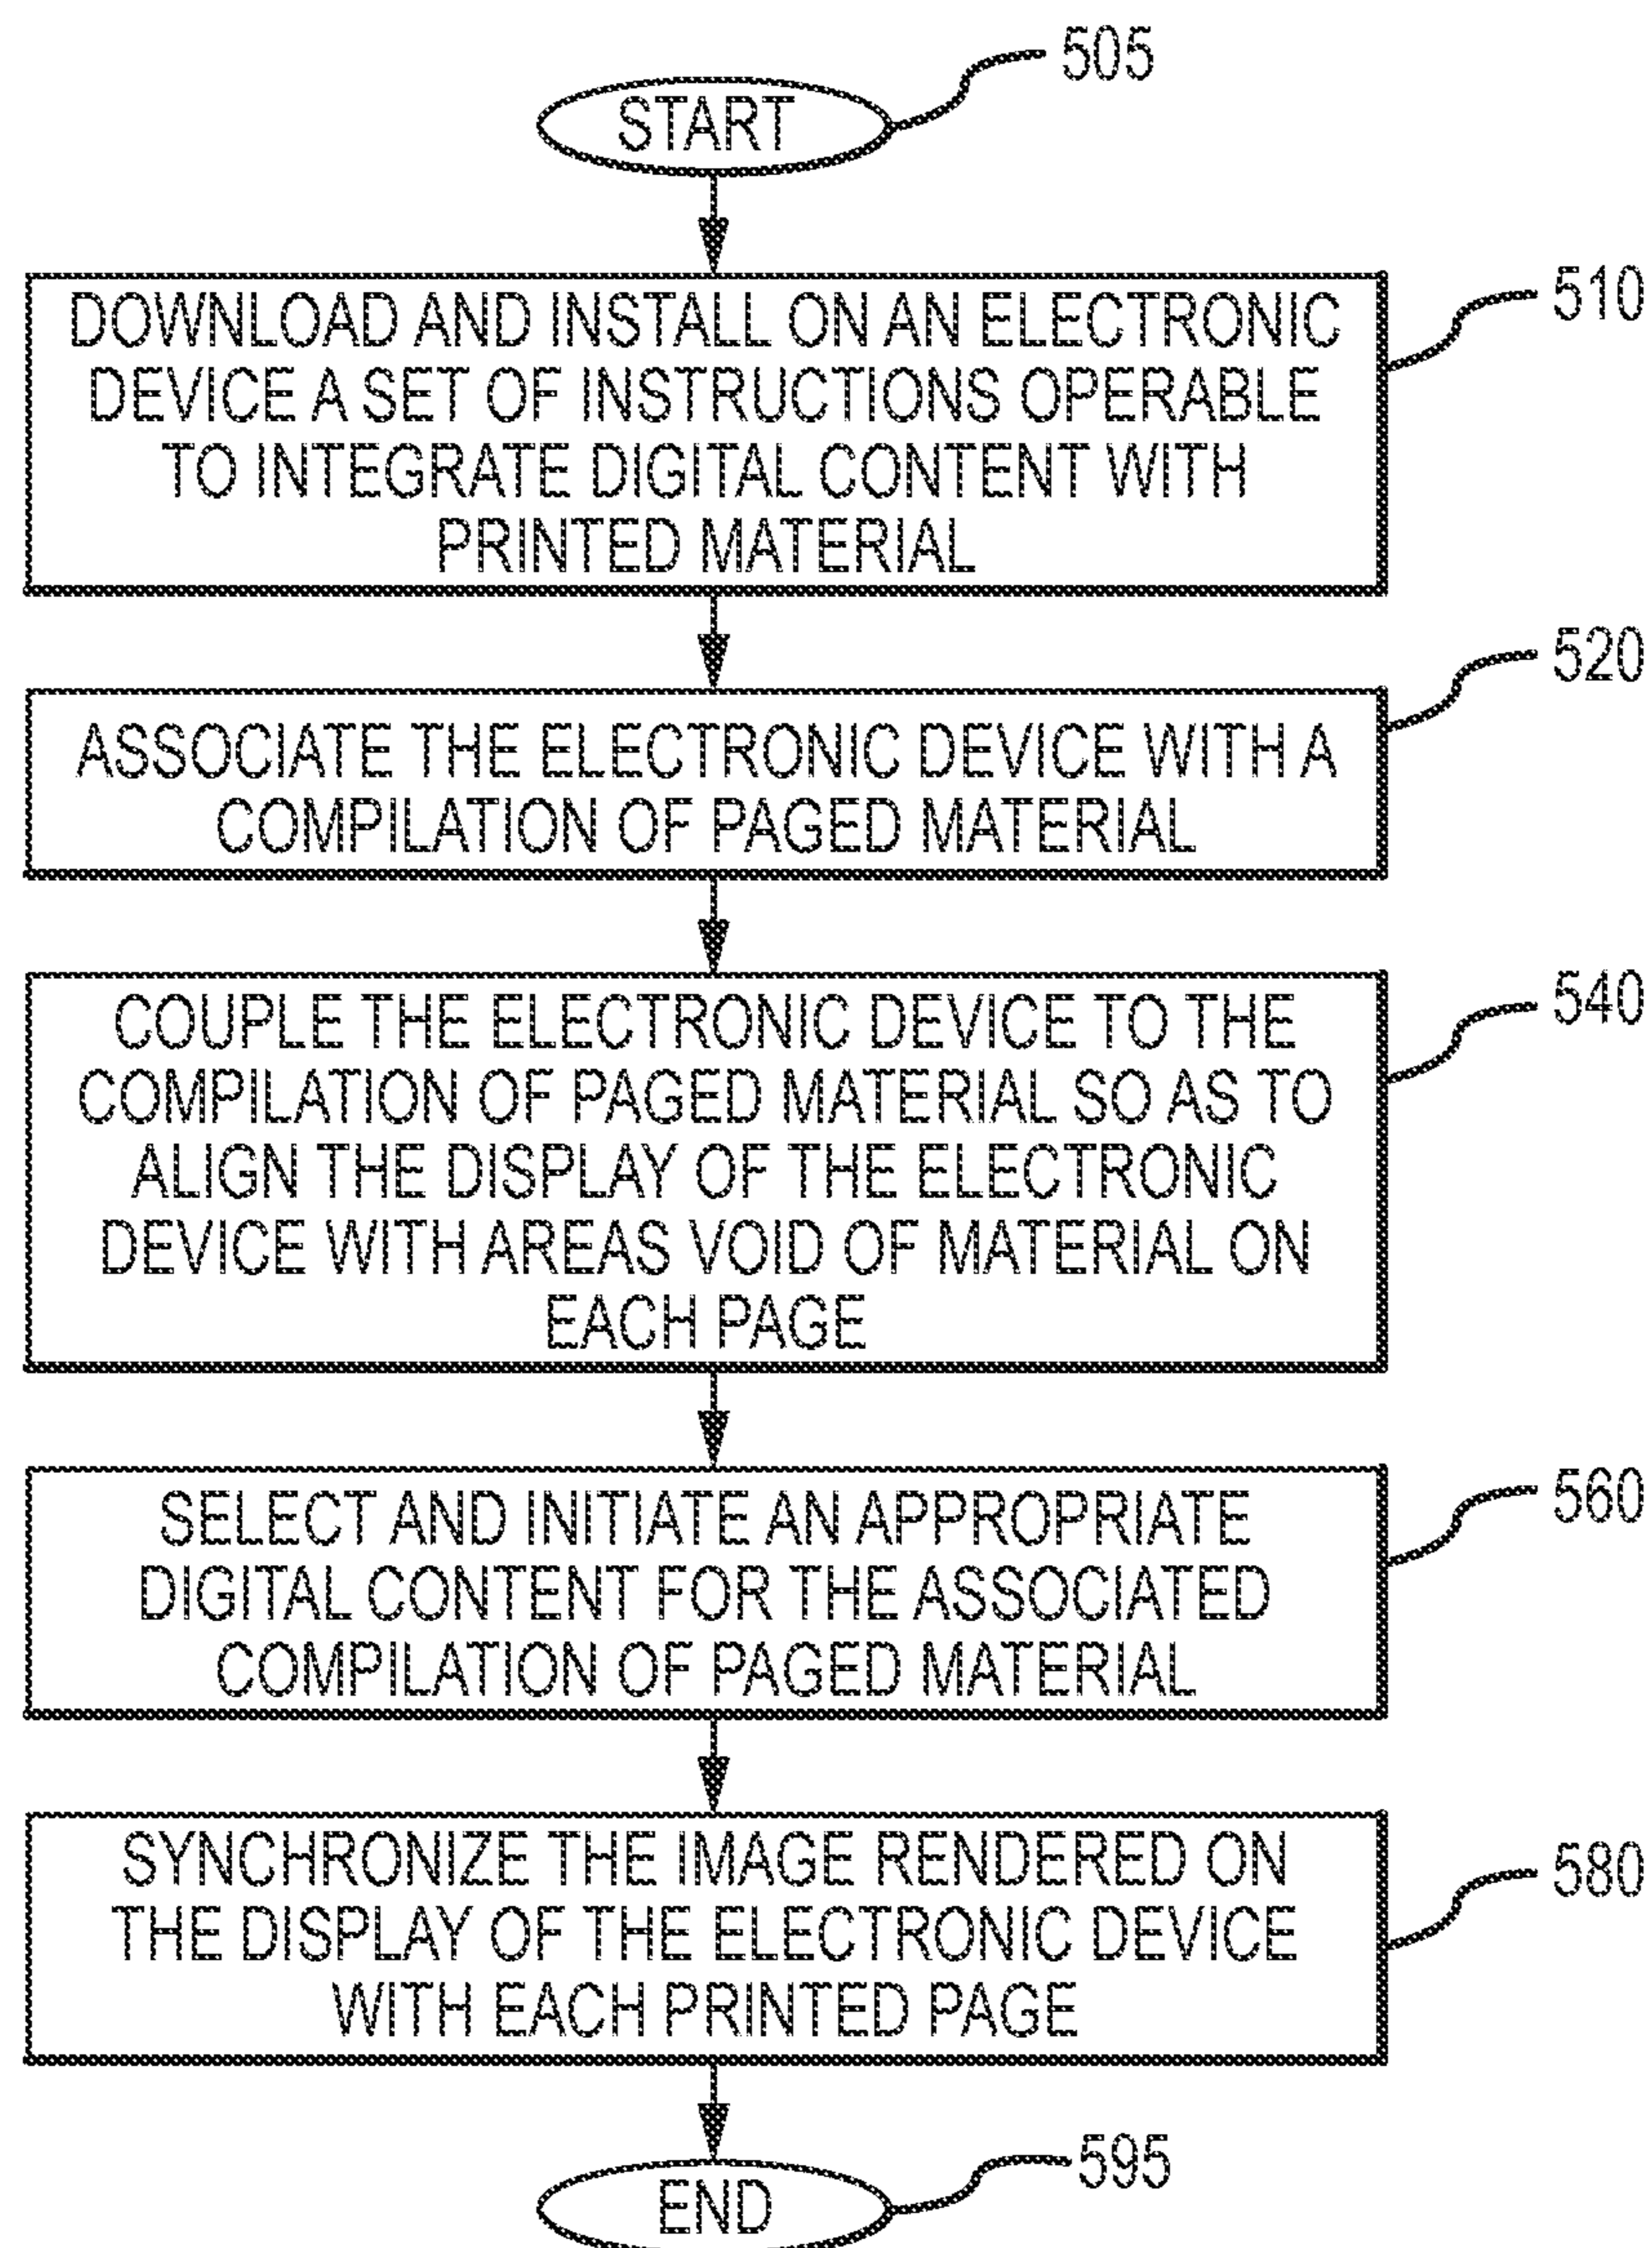 505
START
510
DOWNLOAD AND INSTALL ON AN ELECTRONIC
DEVICE A SET OF INSTRUCTIONS OPERABLE
TO INTEGRATE DIGITAL CONTENT WITH
PRINTED MATERIAL
520
ASSOCIATE THE ELECTRONIC DEVICE WITH A
COMPILATION OF PAGED MATERIAL
540
COUPLE THE ELECTRONIC DEVICE TO THE
COMPILATION OF PAGED MATERIAL SO AS TO
ALIGN THE DISPLAY OF THE ELECTRONIC
DEVICE WITH AREAS VOID OF MATERIAL ON
EACH PAGE
560
SELECT AND INITIATE AN APPROPRIATE
DIGITAL CONTENT FOR THE ASSOCIATED
COMPILATION OF PAGED MATERIAL
580
SYNCHRONIZE THE IMAGE RENDERED ON
THE DISPLAY OF THE ELECTRONIC DEVICE
WITH EACH PRINTED PAGE
595
END